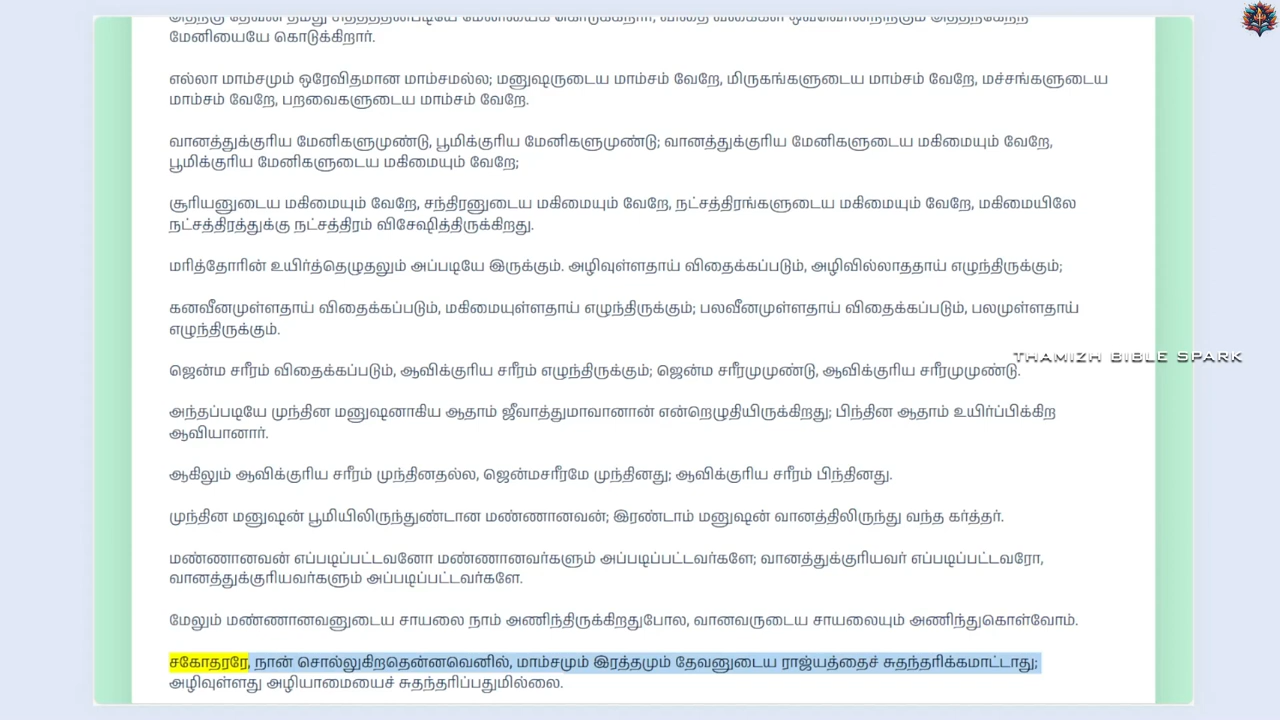 மேனியையே கொடுக்கிறார்.
எல்லா மாம்சமும் ஒரேவிதமான மாம்சமல்ல; மனுஷருடைய மாம்சம் வேறே, மிருகங்களுடைய மாம்சம் வேறே, மச்சங்களுடைய
மாம்சம் வேறே, பறவைகளுடைய மாம்சம் வேறே.
வானத்துக்குரிய மேனிகளுமுண்டு, பூமிக்குரிய மேனிகளுமுண்டு; வானத்துக்குரிய மேனிகளுடைய மகிமையும் வேறே,
பூமிக்குரிய மேனிகளுடைய மகிமையும் வேறே;
சூரியனுடைய மகிமையும் வேறே, சந்திரனுடைய மகிமையும் வேறே, நட்சத்திரங்களுடைய மகிமையும் வேறே, மகிமையிலே
நட்சத்திரத்துக்கு நட்சத்திரம் விசேஷித்திருக்கிறது.
மரித்தோரின் உயிர்த்தெழுதலும் அப்படியே இருக்கும். அழிவுள்ளதாய் விதைக்கப்படும், அழிவில்லாததாய் எழுந்திருக்கும்;
கனவீனமுள்ளதாய் விதைக்கப்படும், மகிமையுள்ளதாய் எழுந்திருக்கும்; பலவீனமுள்ளதாய் விதைக்கப்படும், பலமுள்ளதாய்
எழுந்திருக்கும்.
ஜென்ம சரீரம் விதைக்கப்படும், ஆவிக்குரிய சரீரம் எழுந்திருக்கும்; ஜென்ம சரீரமுமுண்டு, ஆவிக்குரிய சரீரமுமுண்டு.
THAMIZH BIBLE SPARK
அந்தப்படியே முந்தின மனுஷனாகிய ஆதாம் ஜீவாத்துமாவானான் என்றெழுதியிருக்கிறது; பிந்தின ஆதாம் உயிர்ப்பிக்கிற
ஆவியானார்.
ஆகிலும் ஆவிக்குரிய சரீரம் முந்தினதல்ல, ஜென்மசரீரமே முந்தினது; ஆவிக்குரிய சரீரம் பிந்தினது.
முந்தின மனுஷன் பூமியிலிருந்துண்டான மண்ணானவன்; இரண்டாம் மனுஷன் வானத்திலிருந்து வந்த கர்த்தர்.
மண்ணானவன் எப்படிப்பட்டவனோ மண்ணானவர்களும் அப்படிப்பட்டவர்களே; வானத்துக்குரியவர் எப்படிப்பட்டவரோ,
வானத்துக்குரியவர்களும் அப்படிப்பட்டவர்களே.
மேலும் மண்ணானவனுடைய சாயலை நாம் அணிந்திருக்கிறதுபோல, வானவருடைய சாயலையும் அணிந்துகொள்வோம்.
சகோதரரே, நான் சொல்லுகிறதென்னவெனில், மாம்சமும் இரத்தமும் தேவனுடைய ராஜ்யத்தைச் சுதந்தரிக்கமாட்டாது;
அழிவுள்ளது அழியாமையைச் சுதந்தரிப்பதுமில்லை.